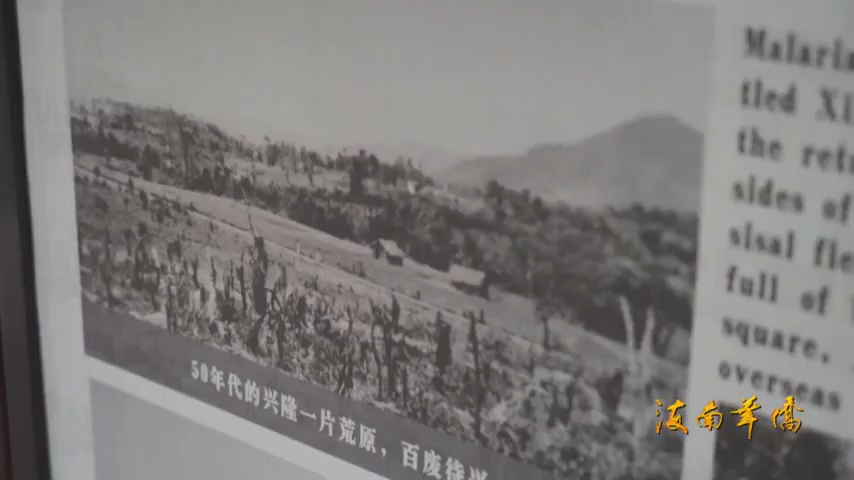 50年代的兴隆一片荒原，百废待兴
Malaria
tled Xi
the retu
sides of
sisal fie
full of
square.
overseas
海南华侨